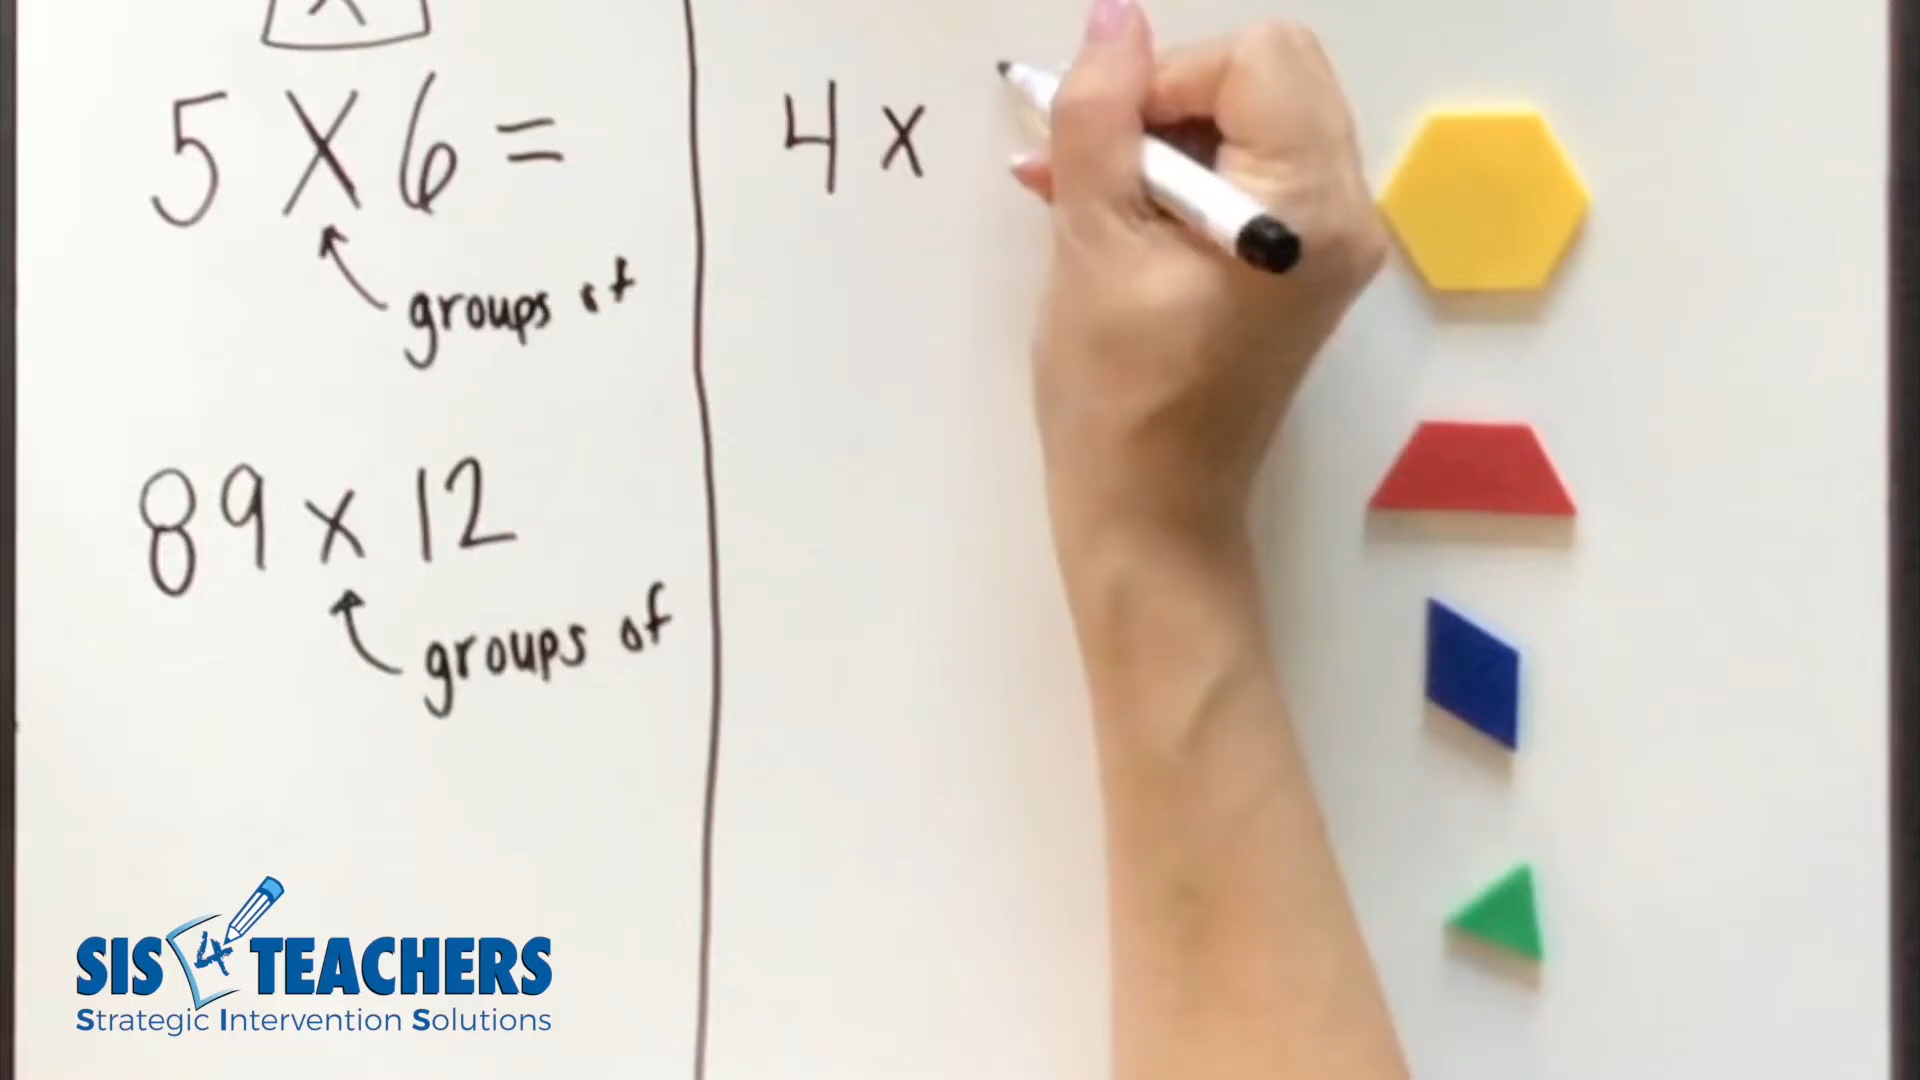 x
5 x 6 =
groups of
89 x 12
groups of
4 x
SIS 4 TEACHERS
Strategic Intervention Solutions